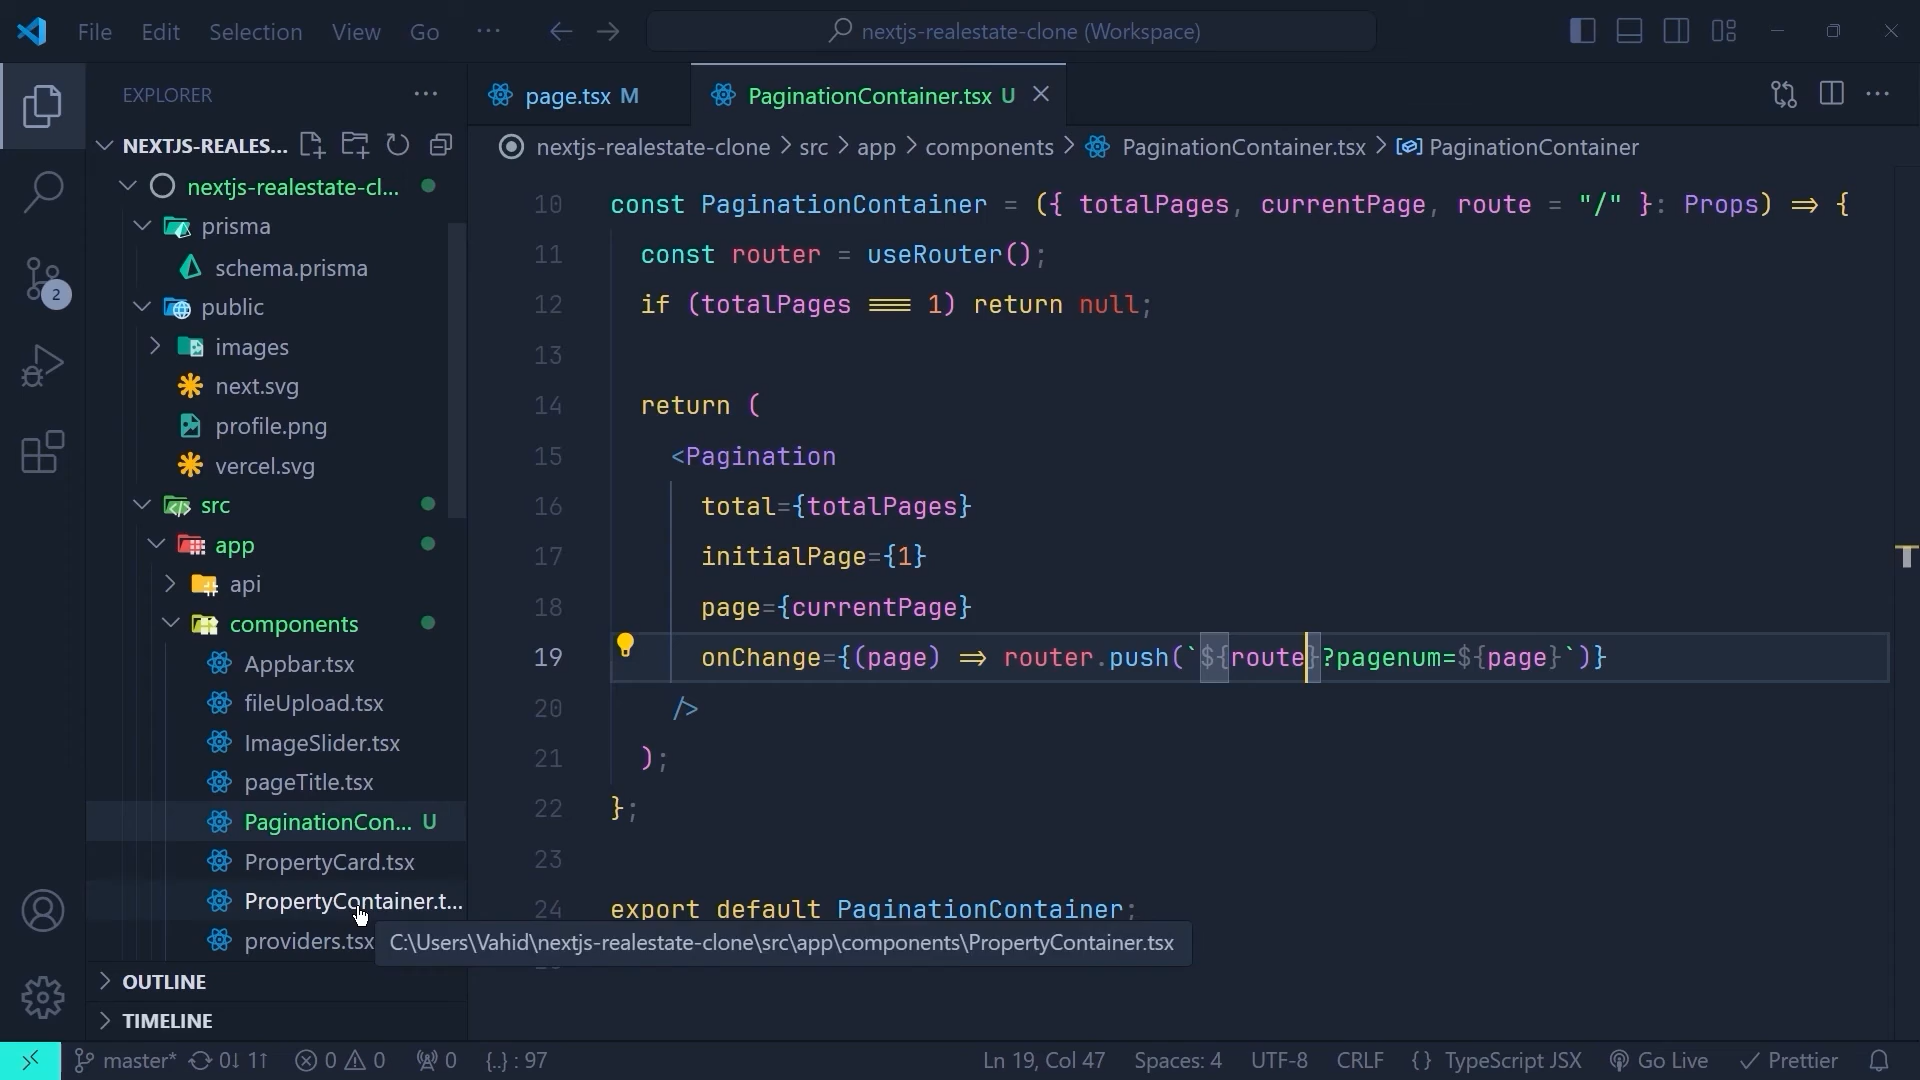 File Edit Selection View Go ··· nextjs-realestate-clone (Workspace)
EXPLORER ···
page.tsx M PaginationContainer.tsx U
NEXTJS-REALES...
nextjs-realestate-clone > src > app > components > PaginationContainer.tsx > PaginationContainer
nextjs-realestate-cl...
prisma
schema.prisma
public
images
next.svg
profile.png
vercel.svg
src
app
api
components
Appbar.tsx
fileUpload.tsx
ImageSlider.tsx
pageTitle.tsx
PaginationCon... U
PropertyCard.tsx
PropertyContainer.t...
providers.tsx
OUTLINE
TIMELINE
2
10 const PaginationContainer = ({ totalPages, currentPage, route = "/" }: Props) => {
11 const router = useRouter();
12 if (totalPages === 1) return null;
13
14 return (
15 <Pagination
16 total={totalPages}
17 initialPage={1}
18 page={currentPage}
19 onChange={(page) => router.push(`${route}?pagenum=${page}`)}
20 />
21 );
22 };
23
24 export default PaginationContainer;
C:\Users\Vahid\nextjs-realestate-clone\src\app\components\PropertyContainer.tsx
master* 0↓ 1↑ 0 0 0 {..} : 97 Ln 19, Col 47 Spaces: 4 UTF-8 CRLF {} TypeScript JSX Go Live Prettier